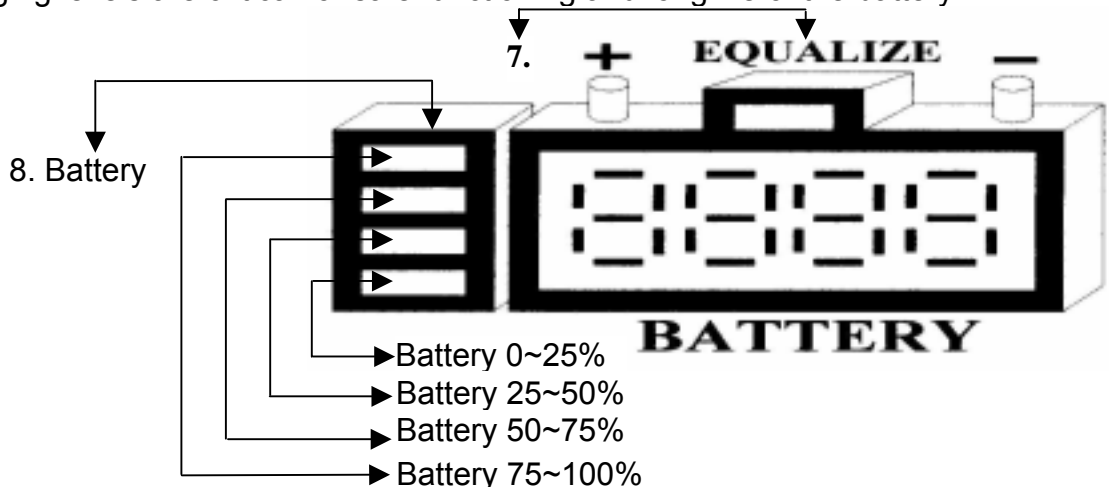 7. + EQUALIZE −
8. Battery
8888
BATTERY
Battery 0~25%
Battery 25~50%
Battery 50~75%
Battery 75~100%